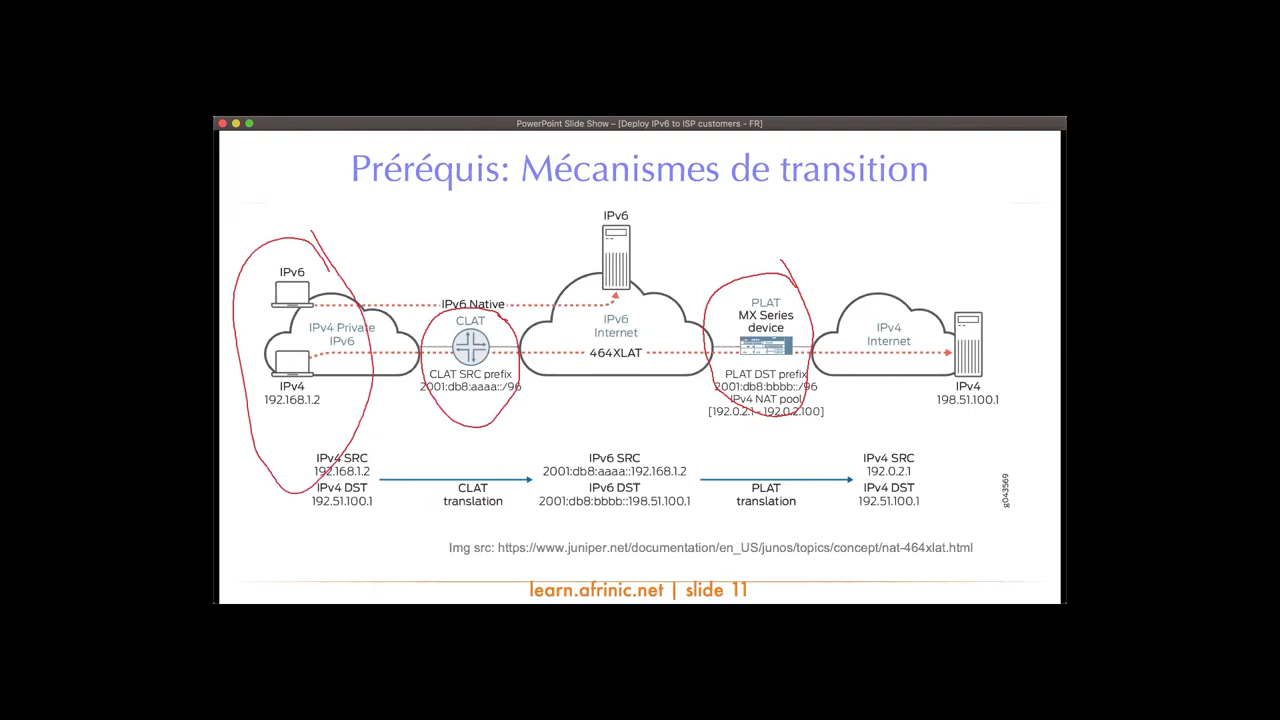 PowerPoint Slide Show – [Deploy IPv6 to ISP customers - FR]
Préréquis: Mécanismes de transition
IPv6
IPv6
IPv6 Native
IPv4 Private
IPv6
CLAT
IPv6
Internet
PLAT
MX Series
device
IPv4
Internet
464XLAT
IPv4
192.168.1.2
CLAT SRC prefix
2001:db8:aaaa::/96
PLAT DST prefix
2001:db8:bbbb::/96
IPv4 NAT pool
[192.0.2.1 - 192.0.2.100]
IPv4
198.51.100.1
IPv4 SRC
192.168.1.2
IPv4 DST
192.51.100.1
CLAT
translation
IPv6 SRC
2001:db8:aaaa::192.168.1.2
IPv6 DST
2001:db8:bbbb::198.51.100.1
PLAT
translation
IPv4 SRC
192.0.2.1
IPv4 DST
192.51.100.1
g043569
Img src: https://www.juniper.net/documentation/en_US/junos/topics/concept/nat-464xlat.html
learn.afrinic.net | slide 11